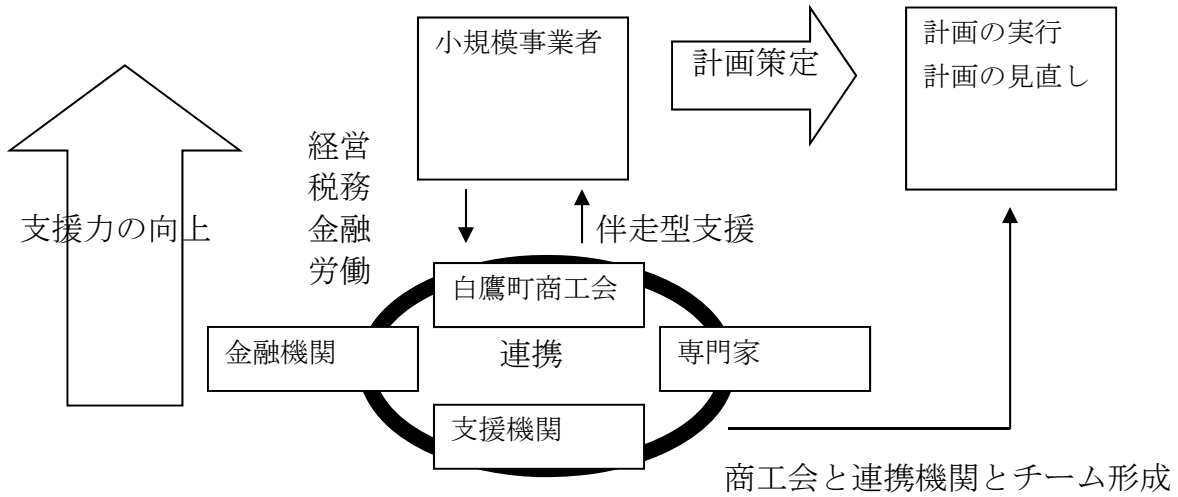 小規模事業者
計画策定
計画の実行
計画の見直し
経営
税務
金融
労働
支援力の向上
伴走型支援
白鷹町商工会
金融機関
連携
専門家
支援機関
商工会と連携機関とチーム形成